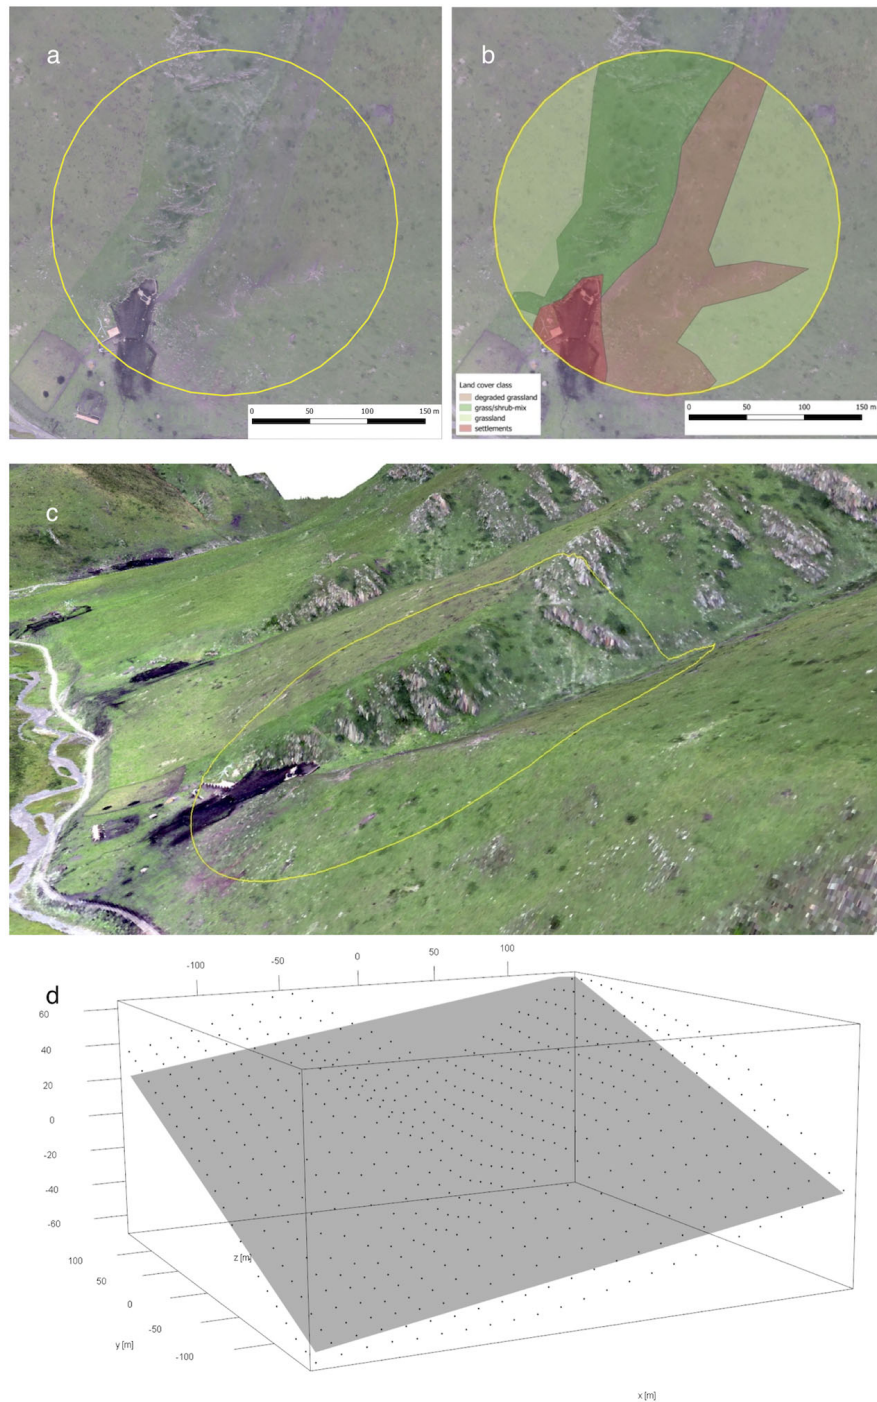 a
b
0 50 100 150 m
Land cover class
degraded grassland
grass/shrub-mix
grassland
settlements
0 50 100 150 m
c
d
-100 -50 0 50 100
60
40
20
0
-20
-40
-60
z [m]
100
50
0
-50
-100
y [m]
x [m]